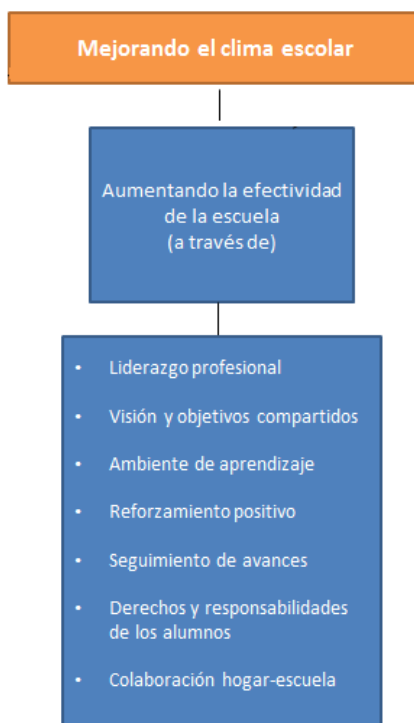 Mejorando el clima escolar
Aumentando la efectividad
de la escuela
(a través de)
• Liderazgo profesional
• Visión y objetivos compartidos
• Ambiente de aprendizaje
• Reforzamiento positivo
• Seguimiento de avances
• Derechos y responsabilidades
de los alumnos
• Colaboración hogar-escuela